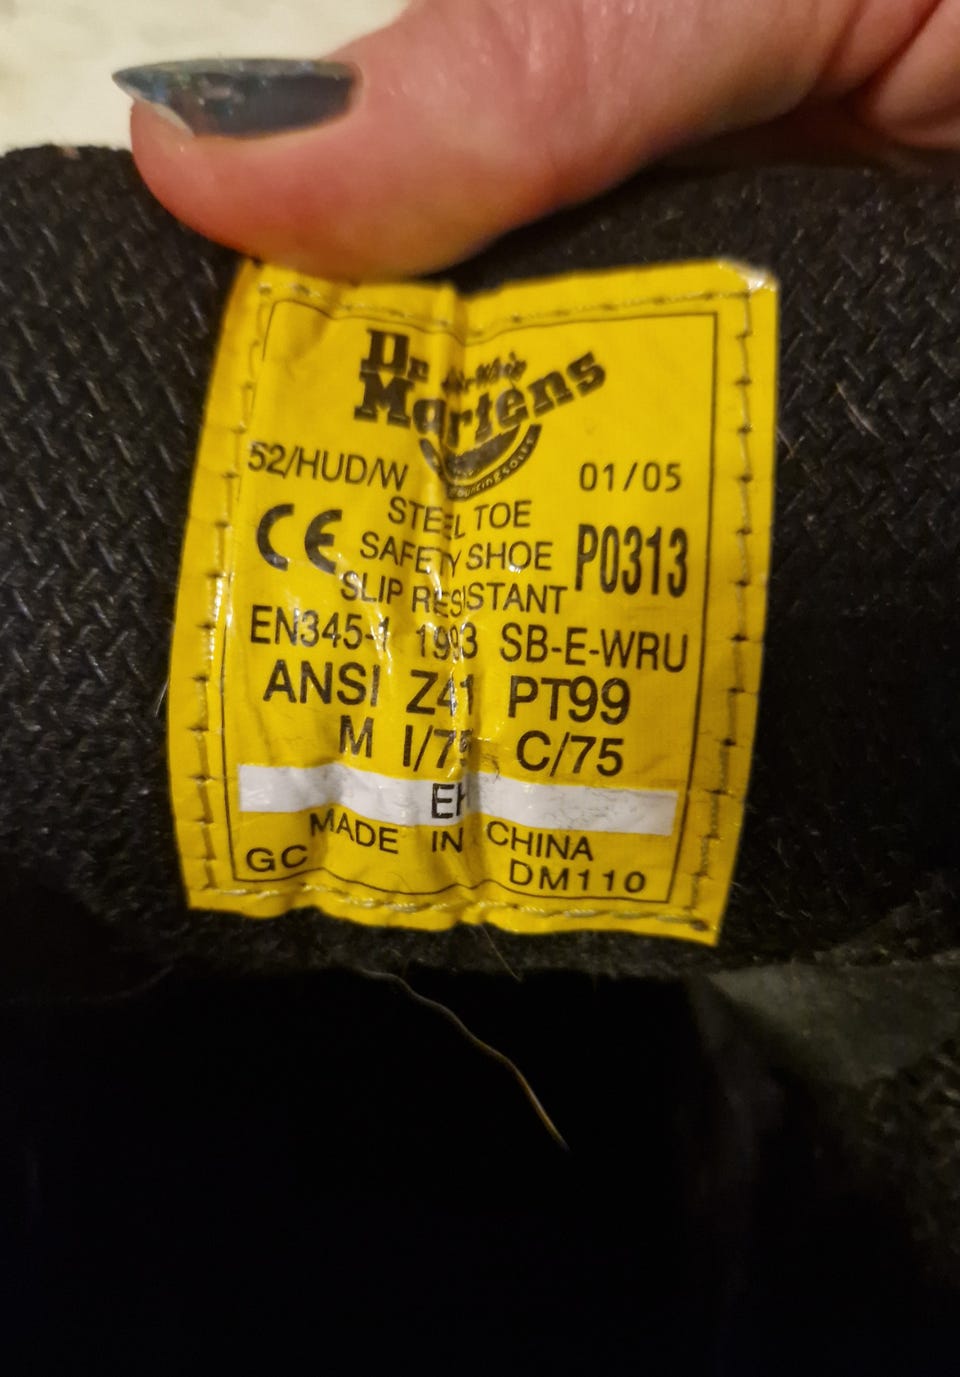 Dr. Martens
52/HUD/W
01/05
STEEL TOE
CE SAFETY SHOE P0313
SLIP RESISTANT
EN345-1 1993 SB-E-WRU
ANSI Z41 PT99
M I/75 C/75
EH
MADE IN CHINA
GC DM110